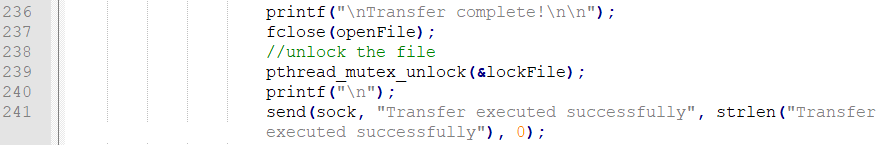 236 printf("\nTransfer complete!\n\n");
237 fclose(openFile);
238 //unlock the file
239 pthread_mutex_unlock(&lockFile);
240 printf("\n");
241 send(sock, "Transfer executed successfully", strlen("Transfer
executed successfully"), 0);